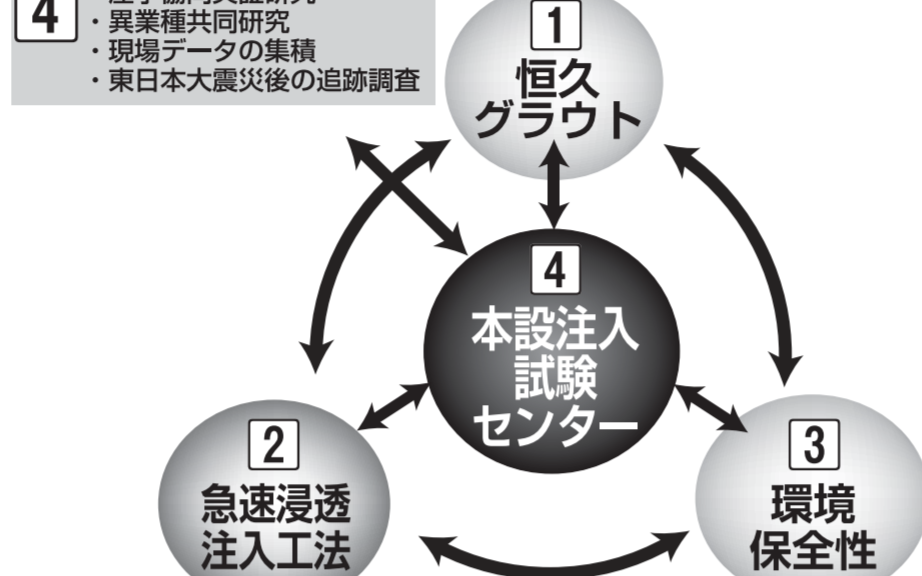 4
・異業種共同研究
・現場データの集積
・東日本大震災後の追跡調査
1
恒久
グラウト
4
本設注入
試験
センター
2
急速浸透
注入工法
3
環境
保全性